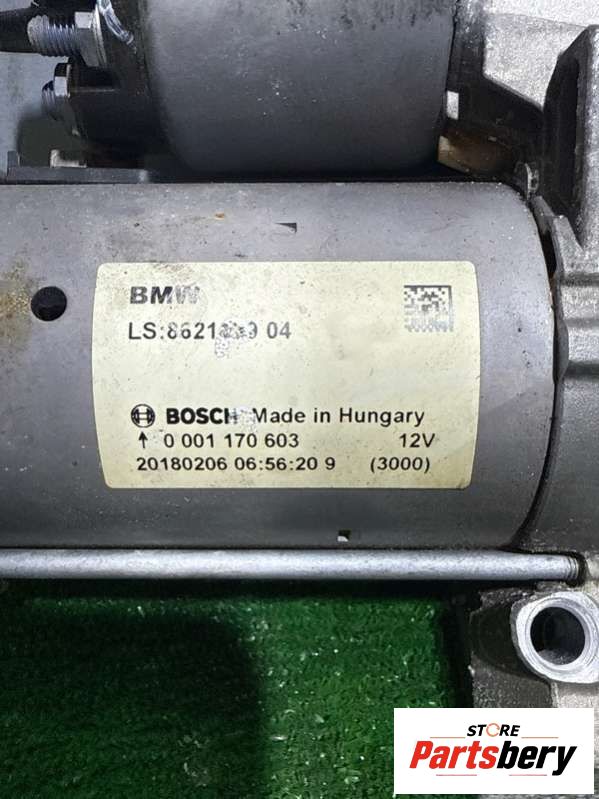 BMW
04
BOSCH Made in Hungary
↑ 0 001 170 603 12V
20180206 06:56:20 9 (3000)
STORE
Partsbery